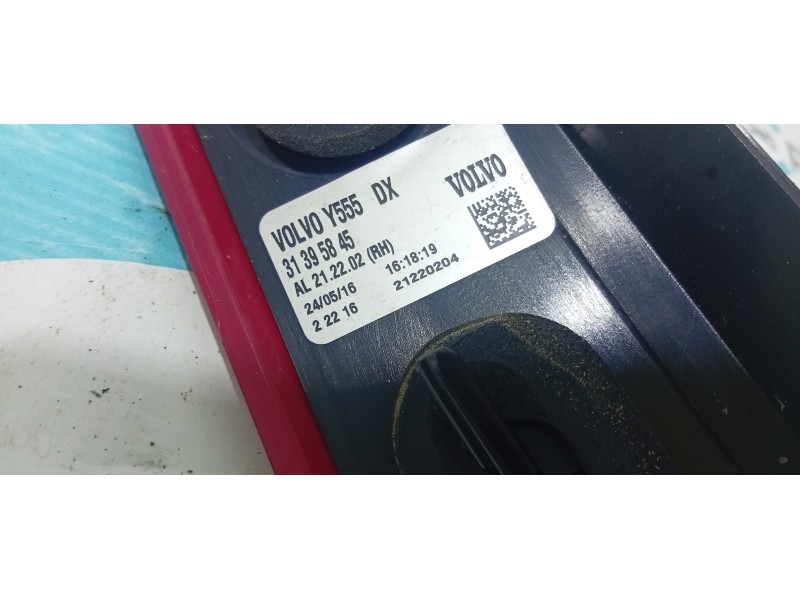 VOLVO Y555 DX VOLVO
31 39 58 45
AL 21.22.02 (RH)
24/05/16 16:18:19
2 22 16 21220204